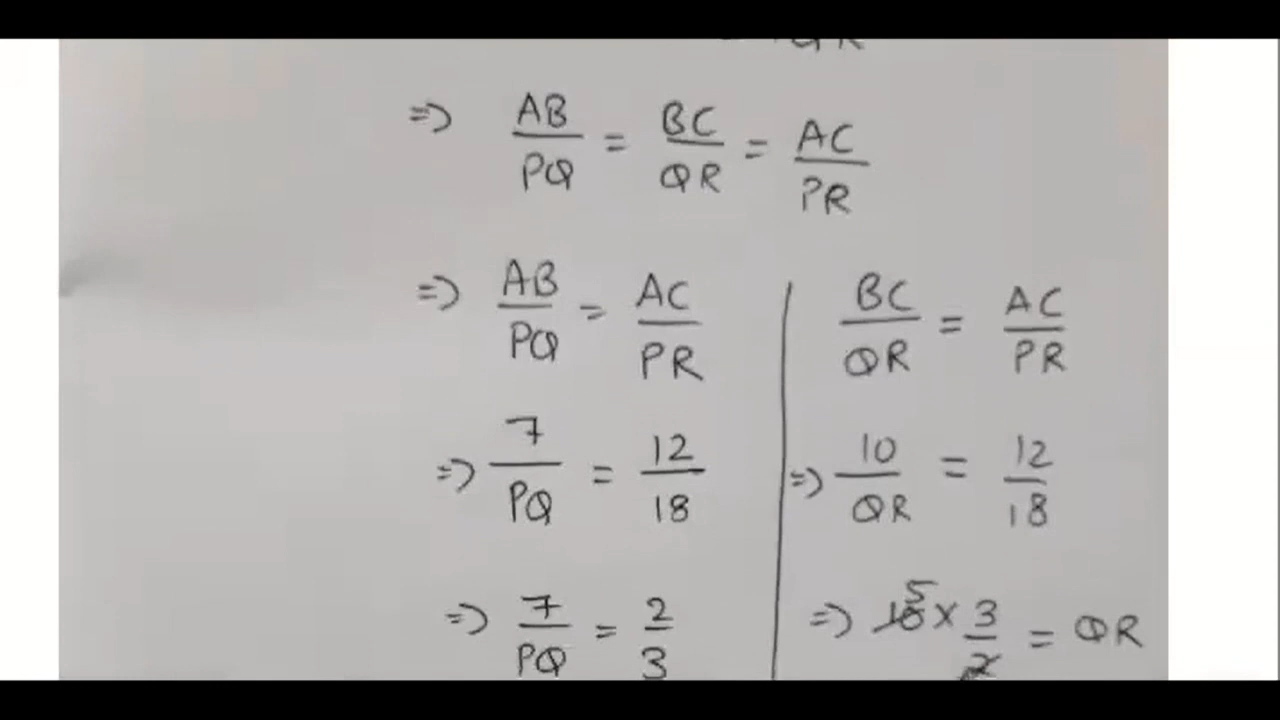 => AB/PQ = BC/QR = AC/PR
=> AB/PQ = AC/PR | BC/QR = AC/PR
=> 7/PQ = 12/18 | => 10/QR = 12/18
=> 7/PQ = 2/3 | => 10 5 × 3/2 = QR